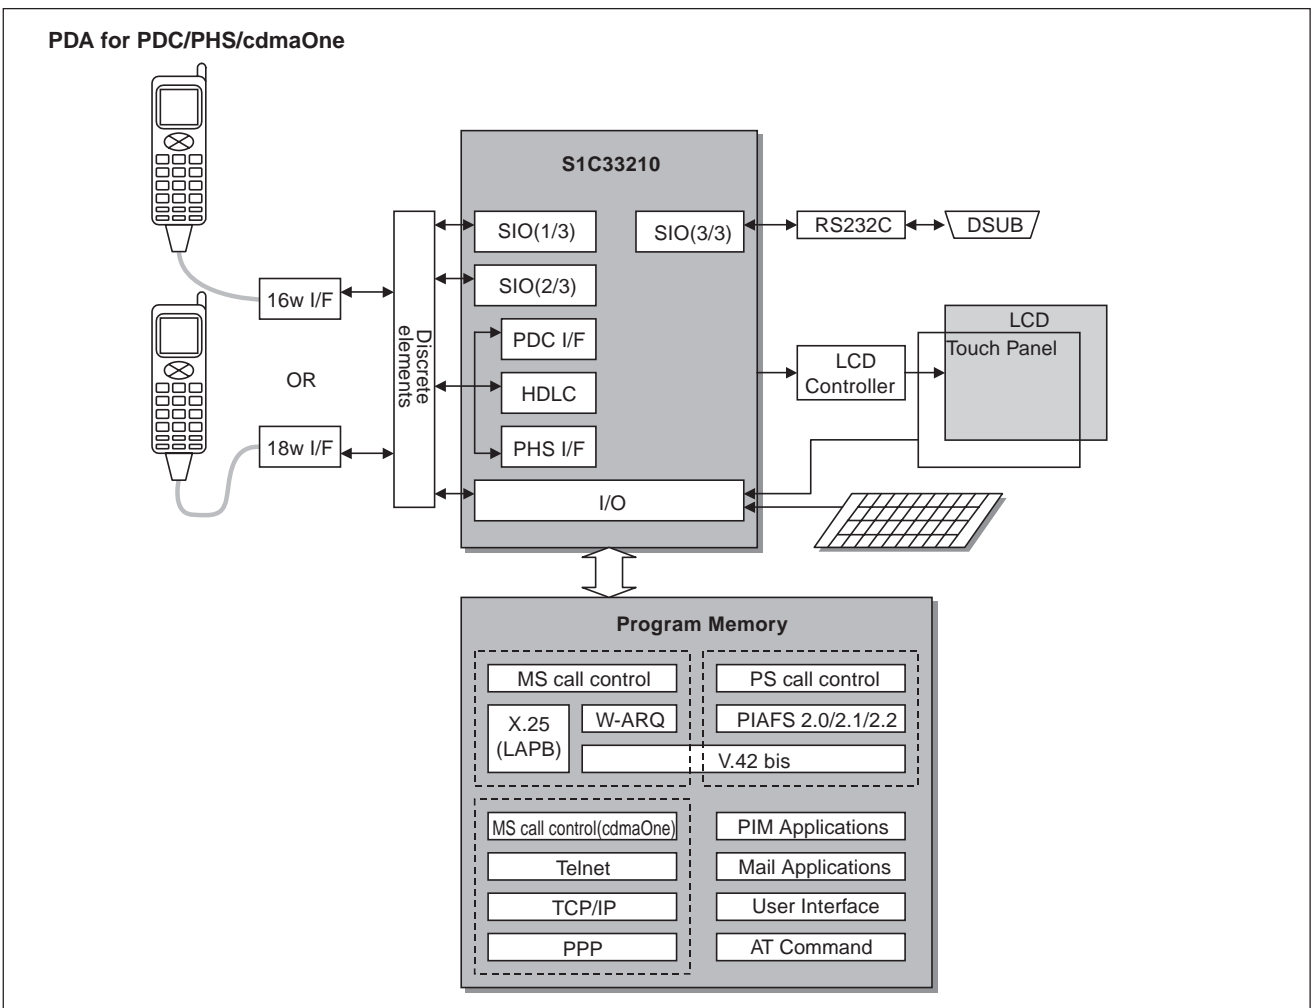 PDA for PDC/PHS/cdmaOne
S1C33210
SIO(1/3)
SIO(3/3)
RS232C
DSUB
SIO(2/3)
16w I/F
Discrete
elements
PDC I/F
LCD
Touch Panel
LCD
Controller
OR
HDLC
18w I/F
PHS I/F
I/O
Program Memory
MS call control
PS call control
X.25
(LAPB)
W-ARQ
PIAFS 2.0/2.1/2.2
V.42 bis
MS call control(cdmaOne)
PIM Applications
Telnet
Mail Applications
TCP/IP
User Interface
PPP
AT Command